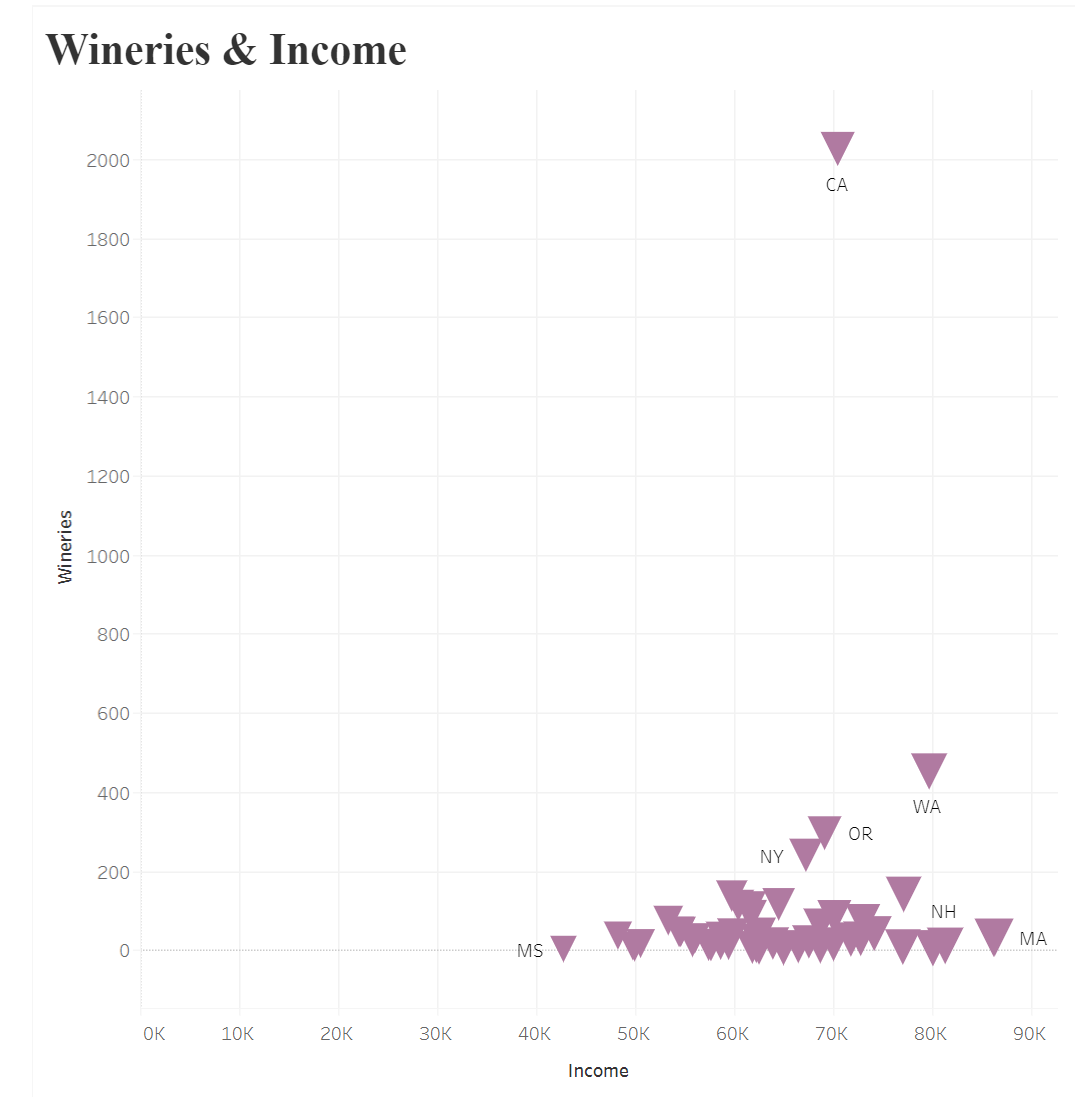 Wineries & Income
2000
CA
1800
1600
1400
1200
1000
Wineries
800
600
400
WA
OR
NY
200
NH
MA
MS
0
0K 10K 20K 30K 40K 50K 60K 70K 80K 90K
Income